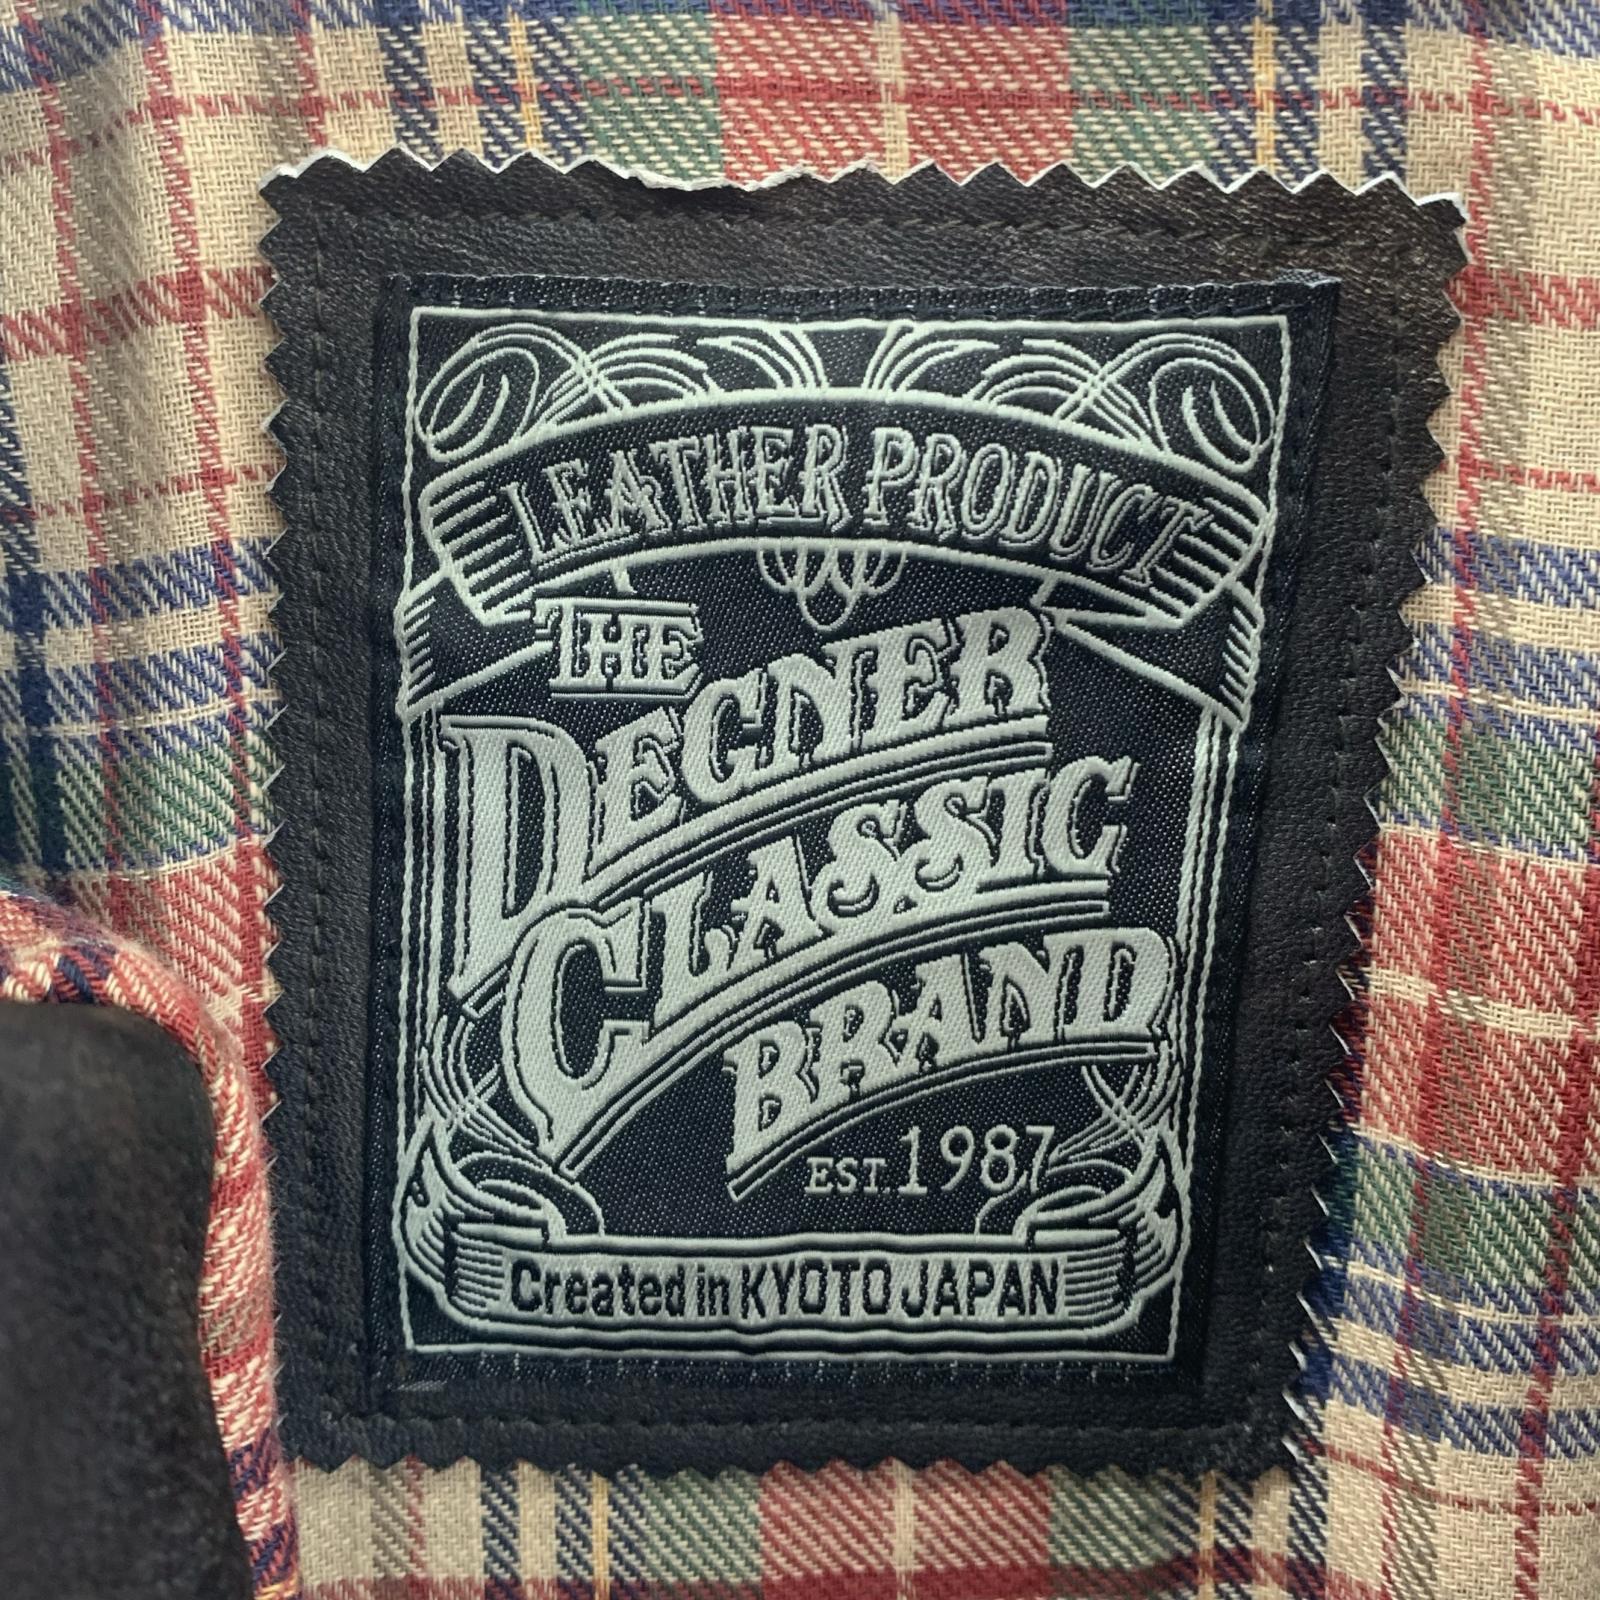 LEATHER PRODUCT
THE
DEGNER
CLASSIC
BRAND
EST. 1987
Created in KYOTO JAPAN